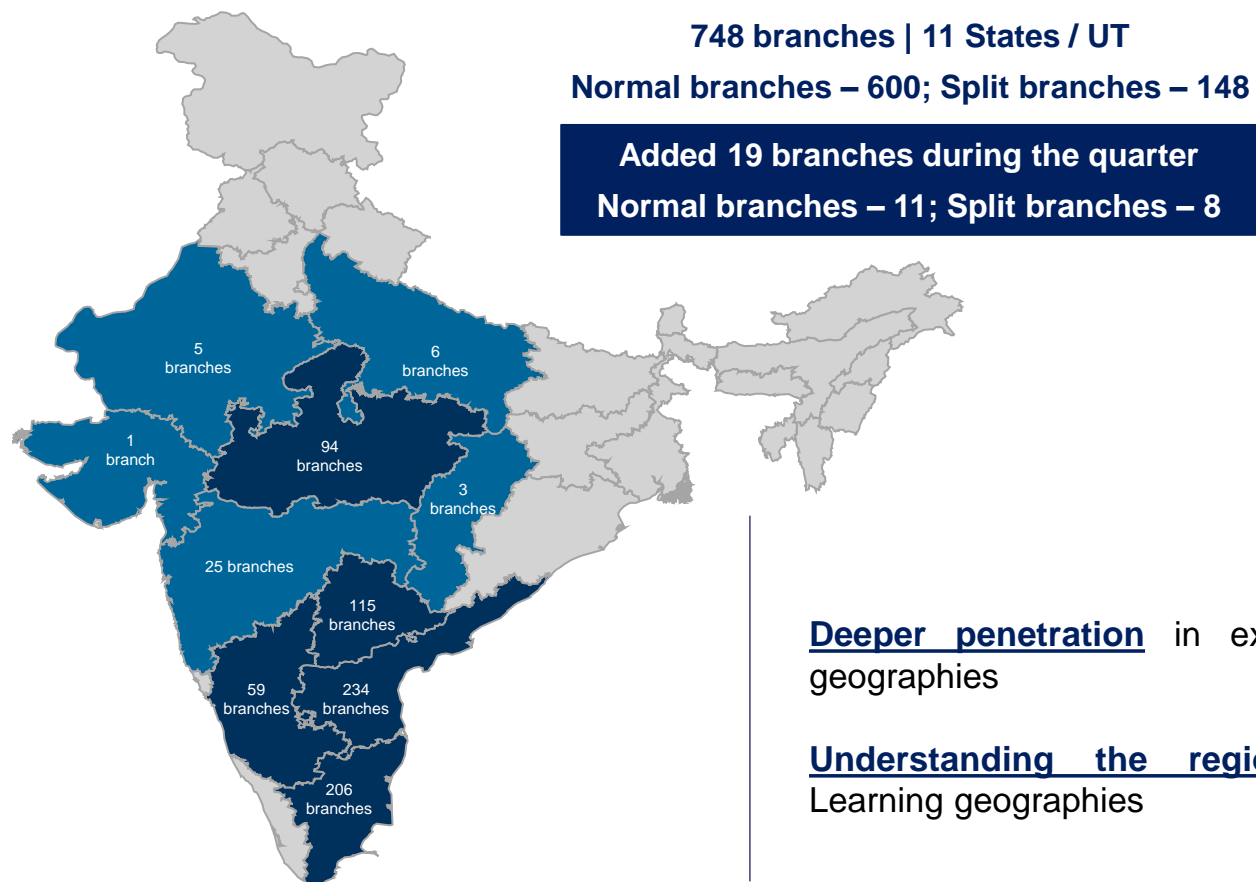 748 branches | 11 States / UT
Normal branches – 600; Split branches – 148
Added 19 branches during the quarter
Normal branches – 11; Split branches – 8
5
branches
6
branches
1
branch
94
branches
3
branches
25 branches
115
branches
59
branches
234
branches
206
branches
Deeper penetration in
geographies
Understanding the
Learning geographies